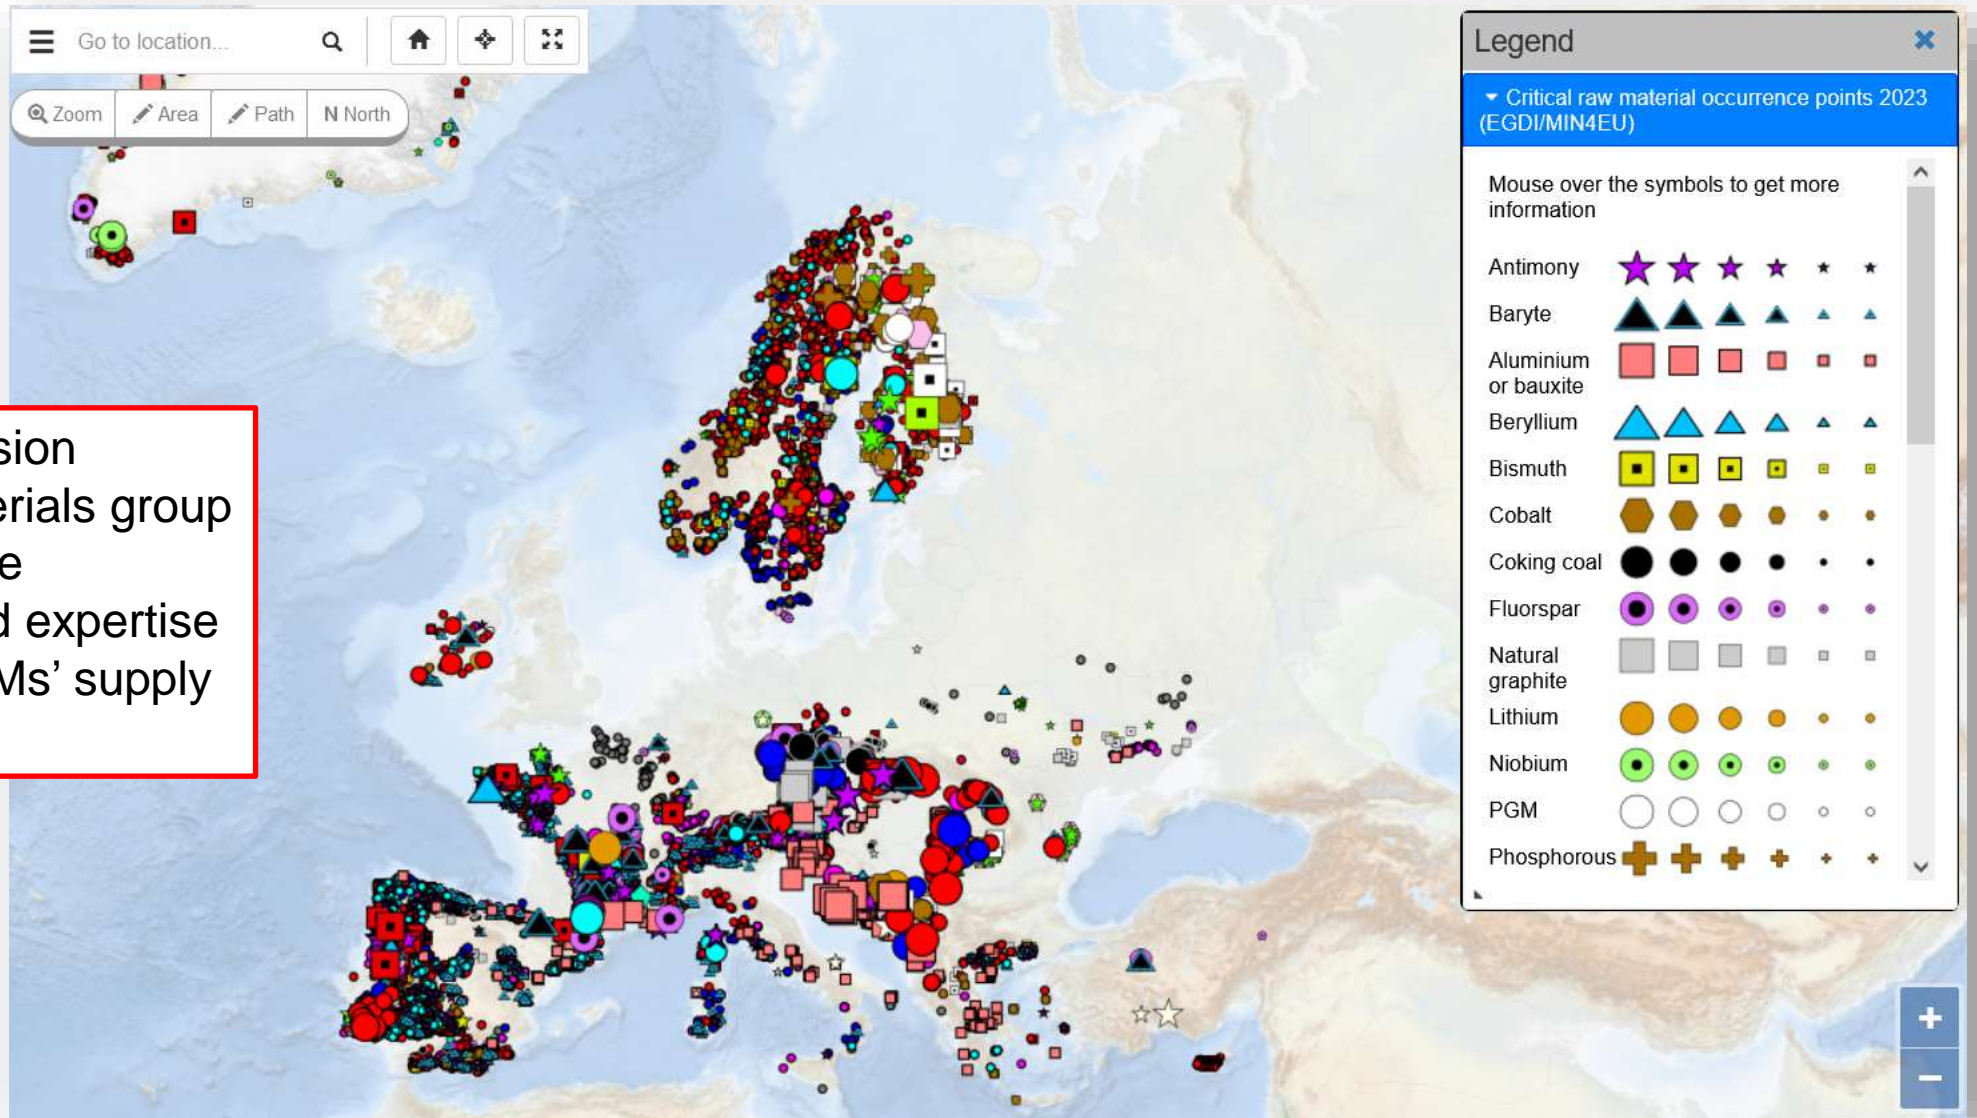 Go to location...
Zoom
Area
Path
N North
sion
erials group
e
d expertise
Ms’ supply
Legend
Critical raw material occurrence points 2023
(EGDI/MIN4EU)
Mouse over the symbols to get more
information
Antimony
Baryte
Aluminium
or bauxite
Beryllium
Bismuth
Cobalt
Coking coal
Fluorspar
Natural
graphite
Lithium
Niobium
PGM
Phosphorous
+
−